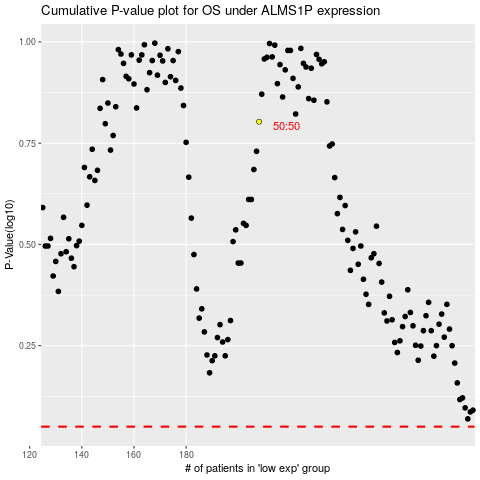 Cumulative P-value plot for OS under ALMS1P expression
P-Value(log10)
1.00
0.75
0.50
0.25
50:50
120 140 160 180
# of patients in 'low exp' group